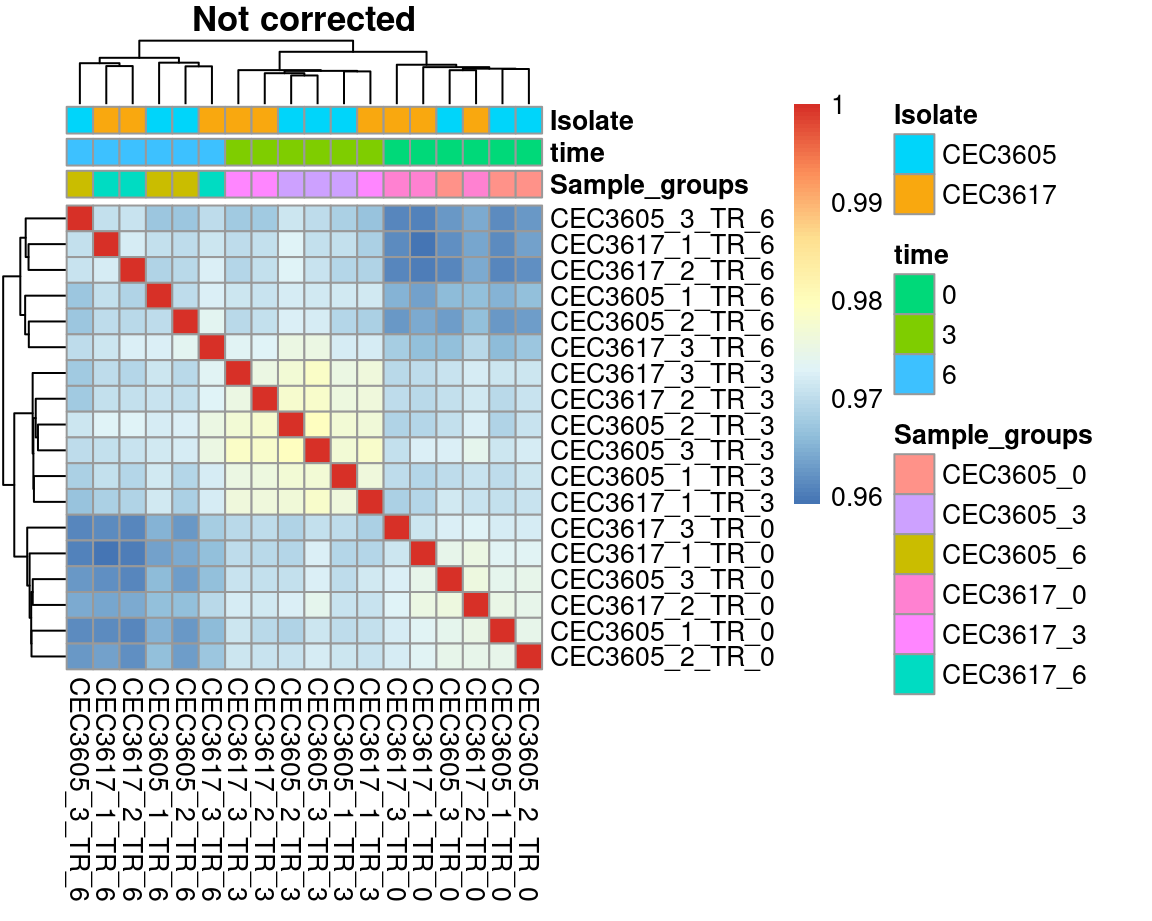 Not corrected
Isolate
time
Sample_groups
CEC3605_3_TR_6
CEC3617_1_TR_6
CEC3617_2_TR_6
CEC3605_1_TR_6
CEC3605_2_TR_6
CEC3617_3_TR_6
CEC3617_3_TR_3
CEC3617_2_TR_3
CEC3605_2_TR_3
CEC3605_3_TR_3
CEC3605_1_TR_3
CEC3617_1_TR_3
CEC3617_3_TR_0
CEC3617_1_TR_0
CEC3605_3_TR_0
CEC3617_2_TR_0
CEC3605_1_TR_0
CEC3605_2_TR_0
CEC3605_3_TR_6
CEC3617_1_TR_6
CEC3617_2_TR_6
CEC3605_1_TR_6
CEC3605_2_TR_6
CEC3617_3_TR_6
CEC3617_3_TR_3
CEC3617_2_TR_3
CEC3605_2_TR_3
CEC3605_3_TR_3
CEC3605_1_TR_3
CEC3617_1_TR_3
CEC3617_3_TR_0
CEC3617_1_TR_0
CEC3605_3_TR_0
CEC3617_2_TR_0
CEC3605_1_TR_0
CEC3605_2_TR_0
1
0.99
0.98
0.97
0.96
Isolate
CEC3605
CEC3617
time
0
3
6
Sample_groups
CEC3605_0
CEC3605_3
CEC3605_6
CEC3617_0
CEC3617_3
CEC3617_6